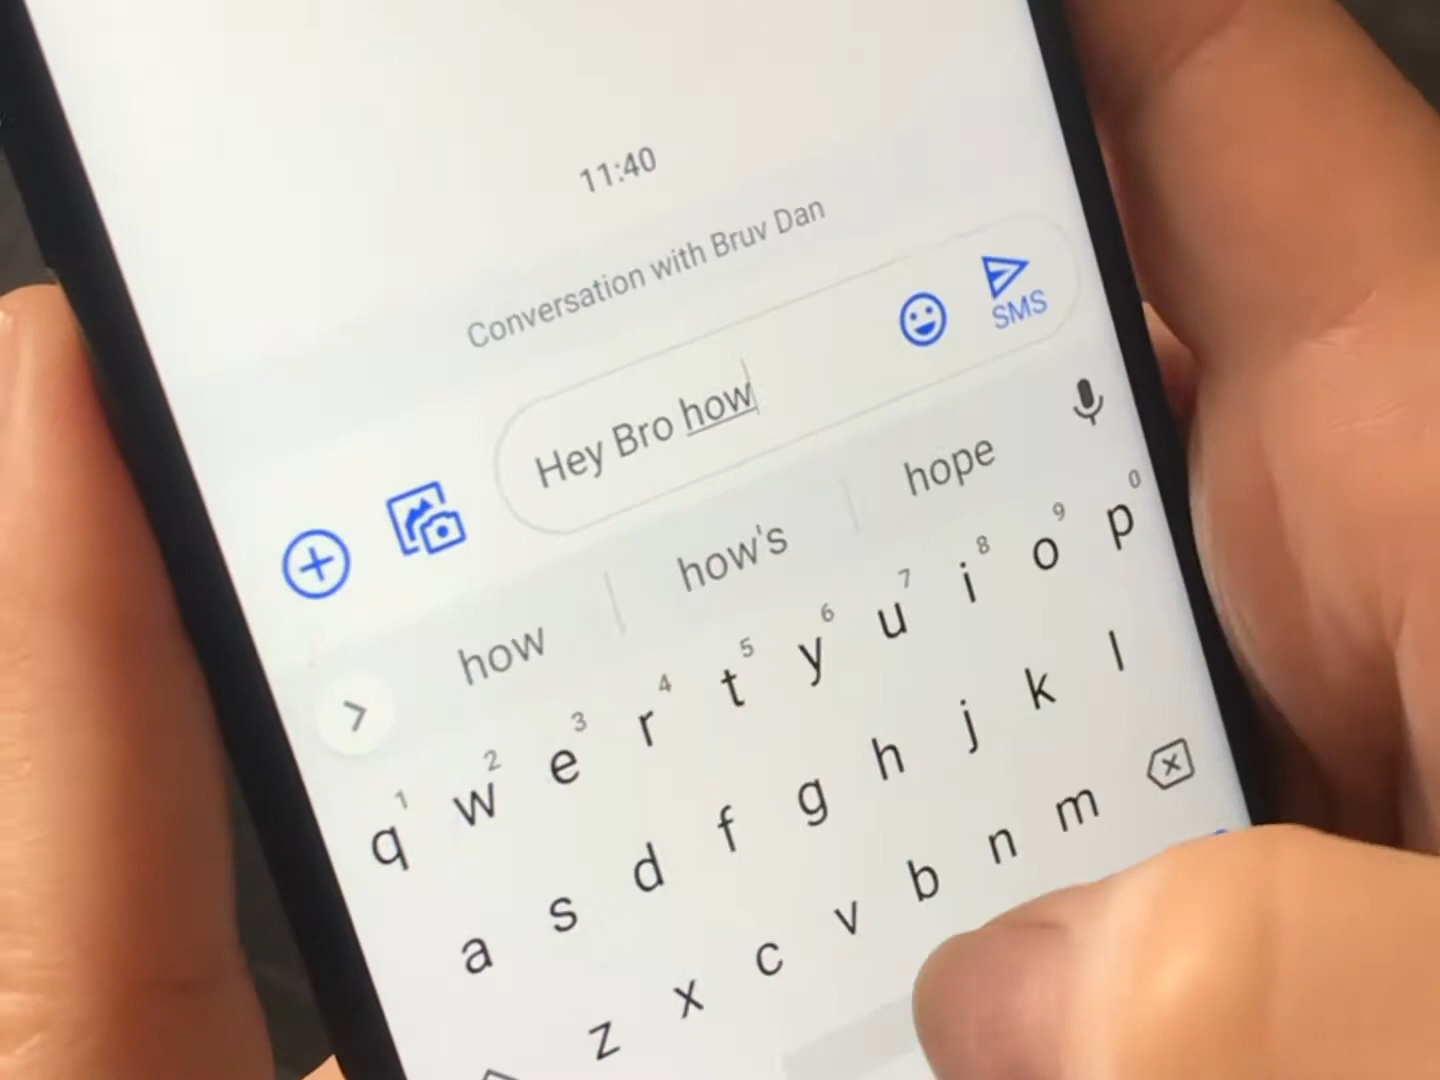 11:40
Conversation with Bruv Dan
Hey Bro how
SMS
how how's hope
1 2 3 4 5 6 7 8 9 0
q w e r t y u i o p
a s d f g h j k l
z x c v b n m